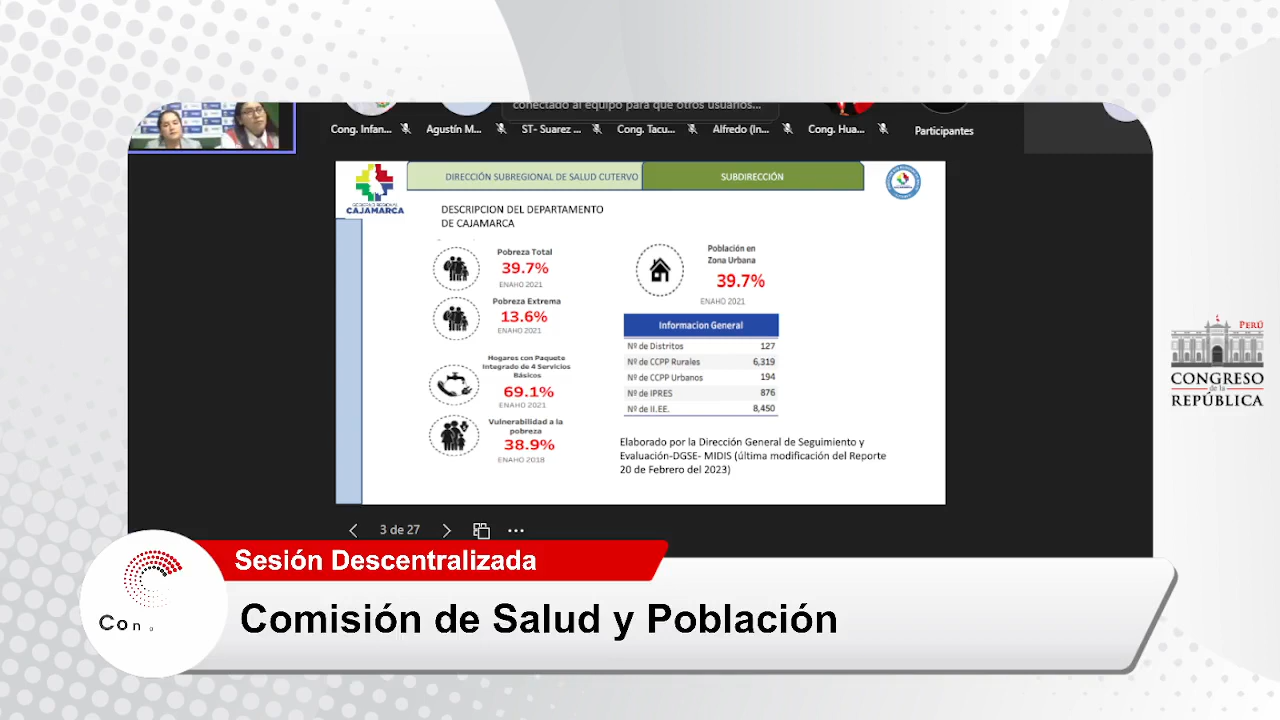 conectado al equipo para que otros usuarios...
Cong. Infan...
Agustín M...
ST- Suarez ...
Cong. Tacu...
Alfredo (In...
Cong. Hua...
Participantes
DIRECCIÓN SUBREGIONAL DE SALUD CUTERVO
SUBDIRECCIÓN
GOBIERNO REGIONAL
CAJAMARCA
DESCRIPCION DEL DEPARTAMENTO
DE CAJAMARCA
Pobreza Total
39.7%
ENAHO 2021
Pobreza Extrema
13.6%
ENAHO 2021
Hogares con Paquete
Integrado de 4 Servicios
Básicos
69.1%
ENAHO 2021
Vulnerabilidad a la
pobreza
38.9%
ENAHO 2018
Población en
Zona Urbana
39.7%
ENAHO 2021
Informacion General
Nº de Distritos 127
Nº de CCPP Rurales 6,319
Nº de CCPP Urbanos 194
Nº de IPRES 876
Nº de II.EE. 8,450
Elaborado por la Dirección General de Seguimiento y
Evaluación-DGSE- MIDIS (última modificación del Reporte
20 de Febrero del 2023)
3 de 27
PERÚ
CONGRESO
de la
REPÚBLICA
Sesión Descentralizada
Comisión de Salud y Población
Con